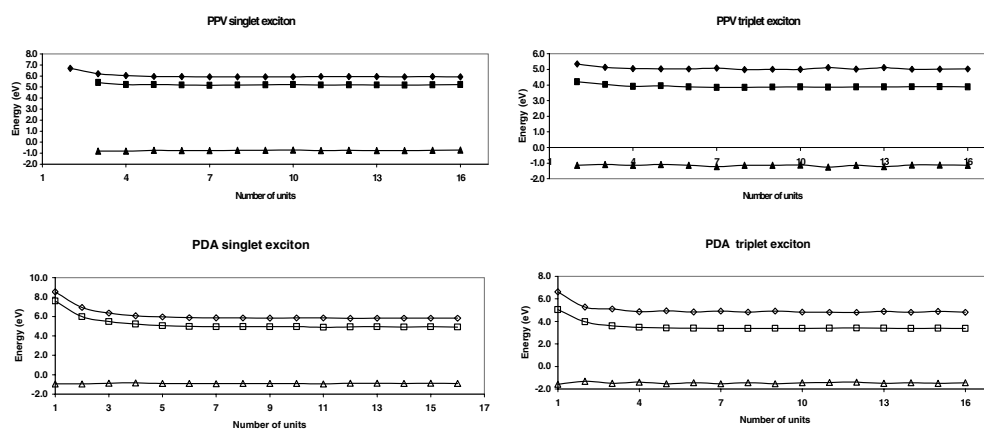 PPV singlet exciton
8.0
7.0
6.0
5.0
4.0
3.0
2.0
1.0
0.0
-1.0
-2.0
Energy (eV)
1 4 7 10 13 16
Number of units
PPV triplet exciton
6.0
5.0
4.0
3.0
2.0
1.0
0.0
-1.0
-2.0
Energy (eV)
1 4 7 10 13 16
Number of units
PDA singlet exciton
10.0
8.0
6.0
4.0
2.0
0.0
-2.0
Energy (eV)
1 3 5 7 9 11 13 15 17
Number of units
PDA triplet exciton
8.0
6.0
4.0
2.0
0.0
-2.0
Energy (eV)
1 4 7 10 13 16
Number of units